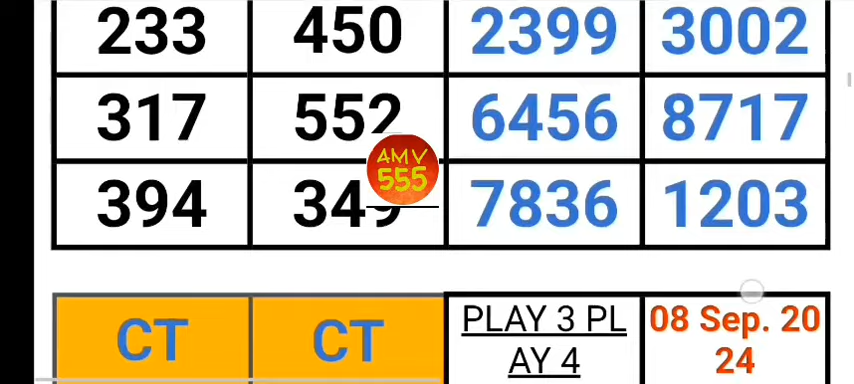 233 450 2399 3002
317 552 6456 8717
AMV
555
394 349 7836 1203
CT CT PLAY 3 PL 08 Sep. 20
AY 4 24